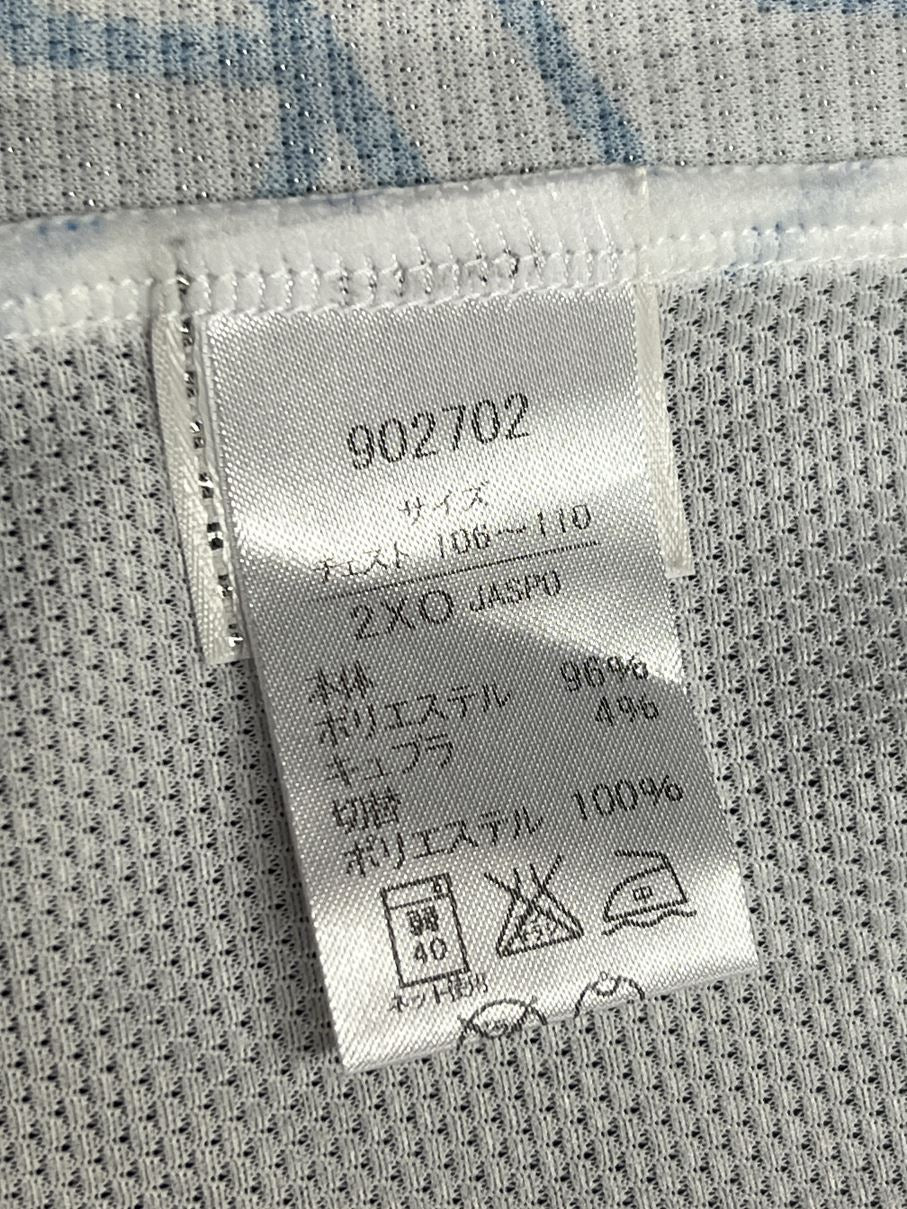 902702
サイズ
チェスト 106～110
2XO JASPO
本体
ポリエステル 96%
キュプラ 4%
切替
ポリエステル 100%
弱
40
中
ネット使用